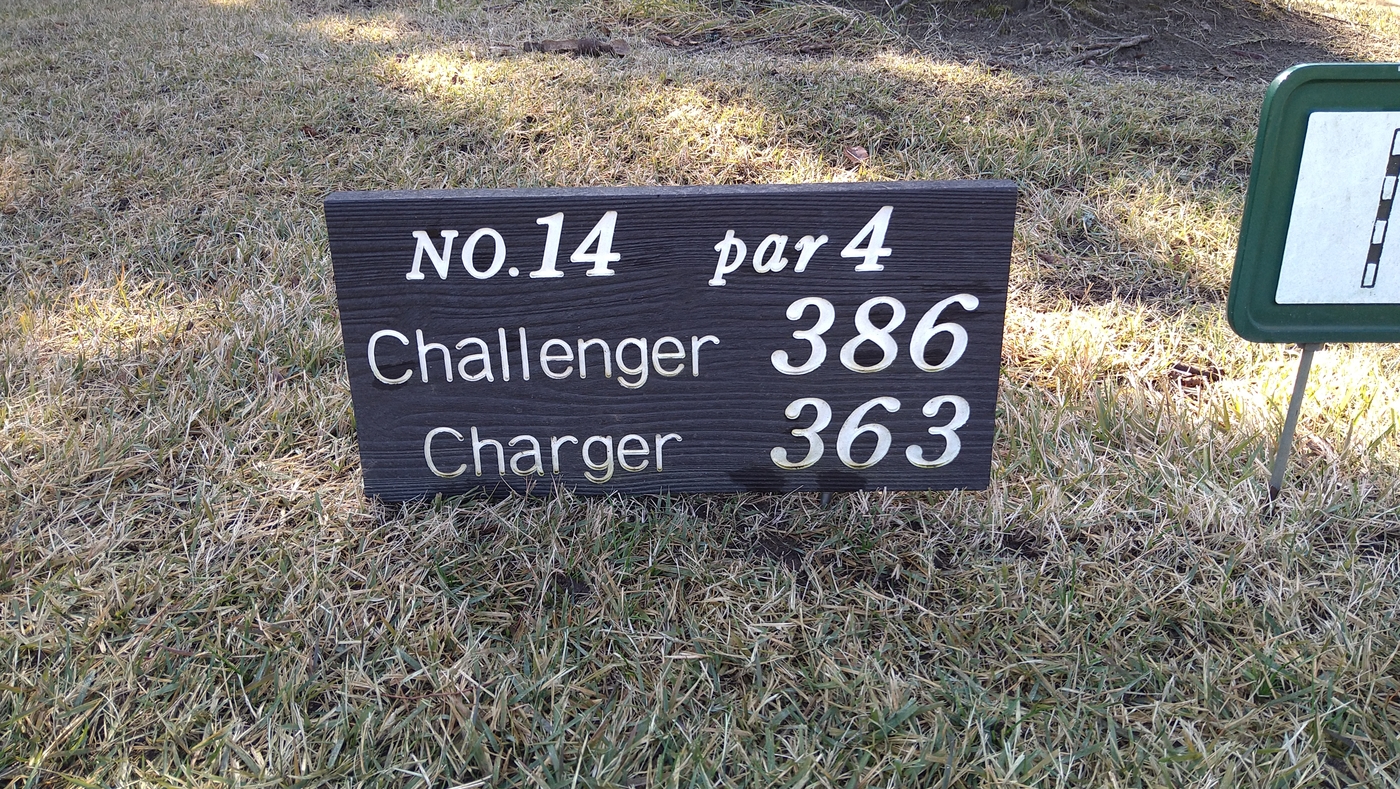 NO.14 par 4
Challenger 386
Charger 363